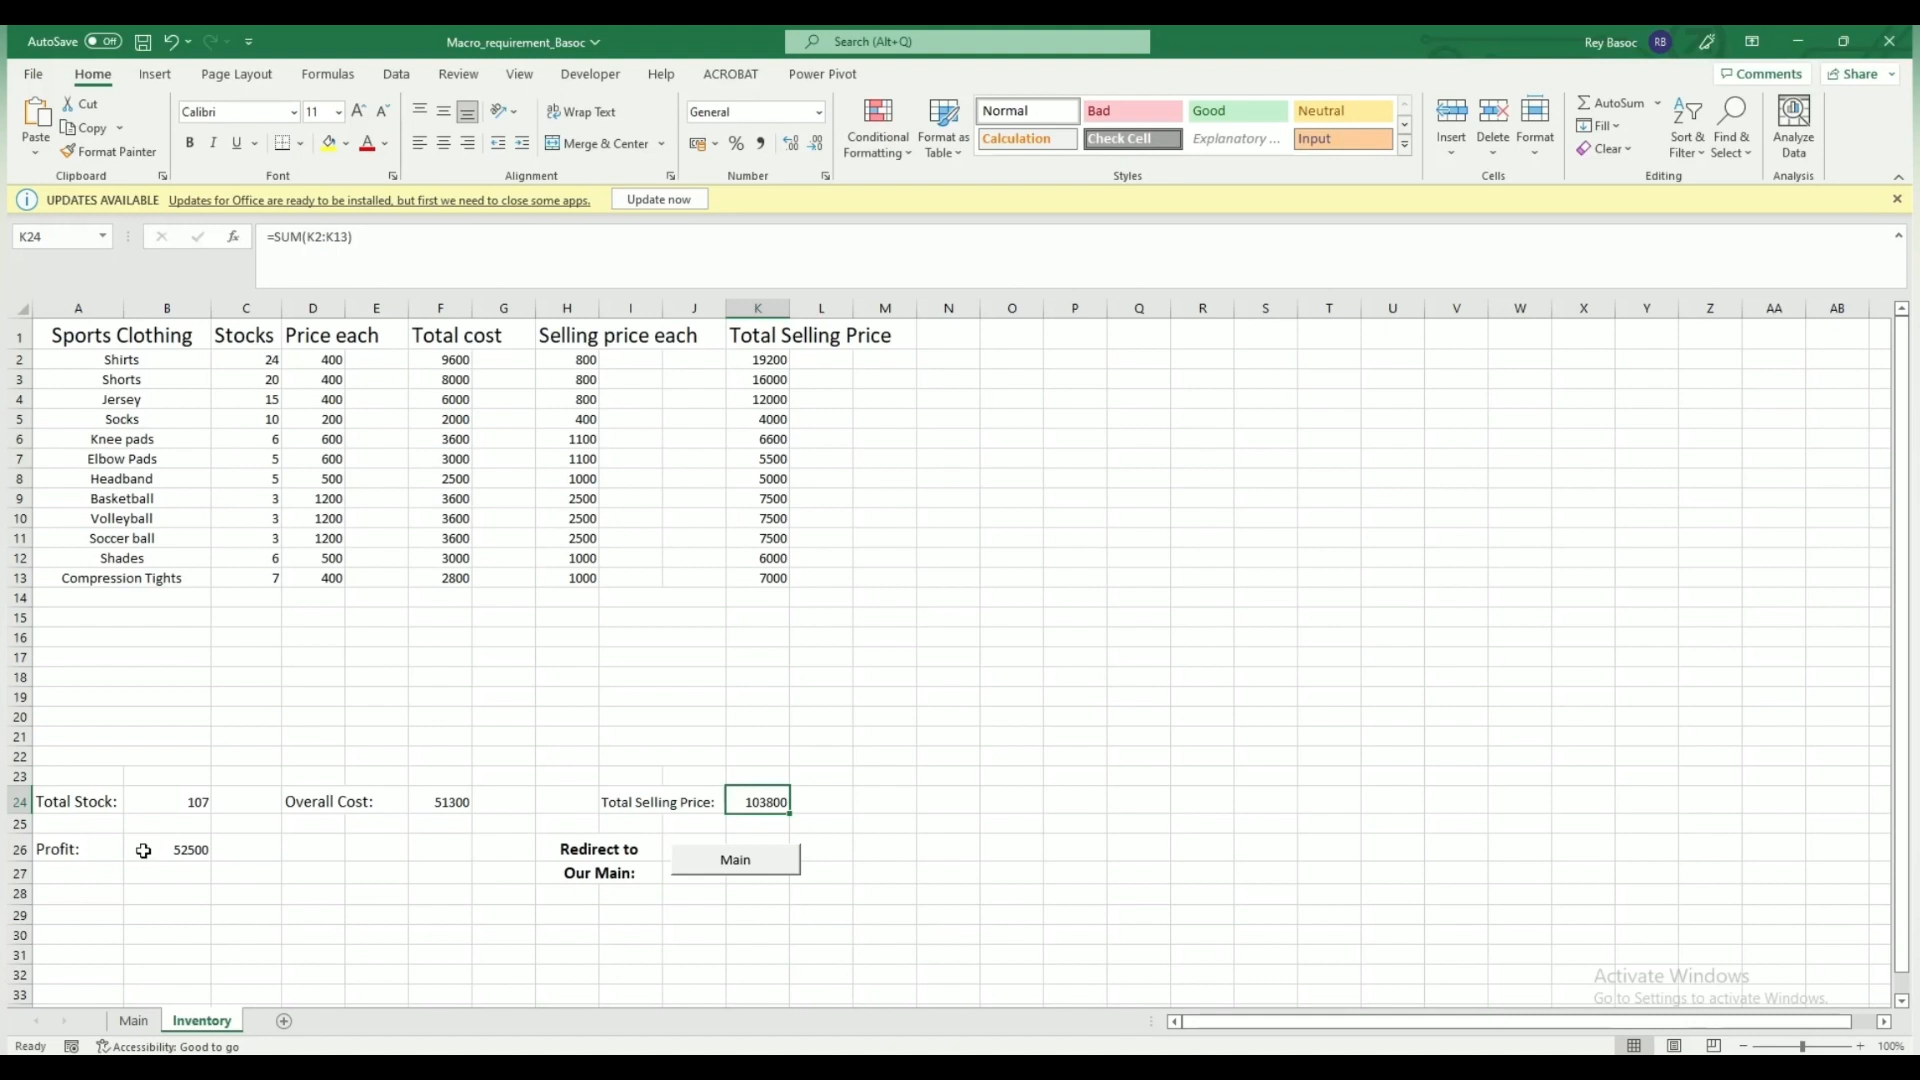 AutoSave Off Macro_requirement_Basoc Search (Alt+Q) Rey Basoc RB
File Home Insert Page Layout Formulas Data Review View Developer Help ACROBAT Power Pivot Comments Share
Paste Cut Copy Format Painter
Calibri 11 B I U A
Wrap Text Merge & Center
General % ,
Conditional Formatting Format as Table
Normal Bad Good Neutral
Calculation Check Cell Explanatory ... Input
Insert Delete Format
AutoSum Fill Clear Sort & Filter Find & Select
Analyze Data
Clipboard Font Alignment Number Styles Cells Editing Analysis
UPDATES AVAILABLE Updates for Office are ready to be installed, but first we need to close some apps. Update now
K24 fx =SUM(K2:K13)
A B C D E F G H I J K L M N O P Q R S T U V W X Y Z AA AB
1 Sports Clothing Stocks Price each Total cost Selling price each Total Selling Price
2 Shirts 24 400 9600 800 19200
3 Shorts 20 400 8000 800 16000
4 Jersey 15 400 6000 800 12000
5 Socks 10 200 2000 400 4000
6 Knee pads 6 600 3600 1100 6600
7 Elbow Pads 5 600 3000 1100 5500
8 Headband 5 500 2500 1000 5000
9 Basketball 3 1200 3600 2500 7500
10 Volleyball 3 1200 3600 2500 7500
11 Soccer ball 3 1200 3600 2500 7500
12 Shades 6 500 3000 1000 6000
13 Compression Tights 7 400 2800 1000 7000
14
15
16
17
18
19
20
21
22
23
24 Total Stock: 107 Overall Cost: 51300 Total Selling Price: 103800
25
26 Profit: 52500 Redirect to Main
27 Our Main:
28
29
30
31
32 Activate Windows
33 Go to Settings to activate Windows.
Main Inventory
Ready Accessibility: Good to go 100%